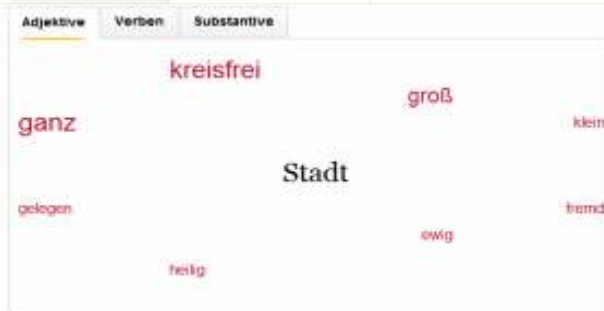 Adjektive Verben Substantive
kreisfrei
groß
ganz
klein
Stadt
gelegen
fremd
ewig
heilig